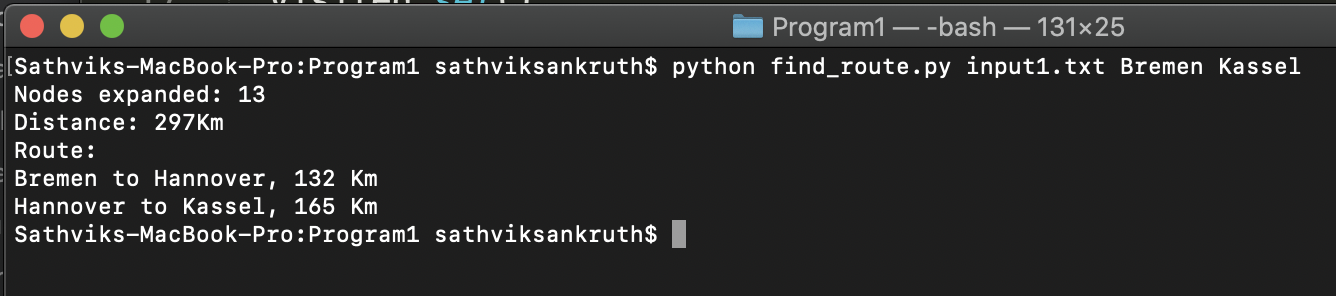 Program1 — -bash — 131×25
[Sathviks-MacBook-Pro:Program1 sathviksankruth$ python find_route.py input1.txt Bremen Kassel
Nodes expanded: 13
Distance: 297Km
Route:
Bremen to Hannover, 132 Km
Hannover to Kassel, 165 Km
Sathviks-MacBook-Pro:Program1 sathviksankruth$